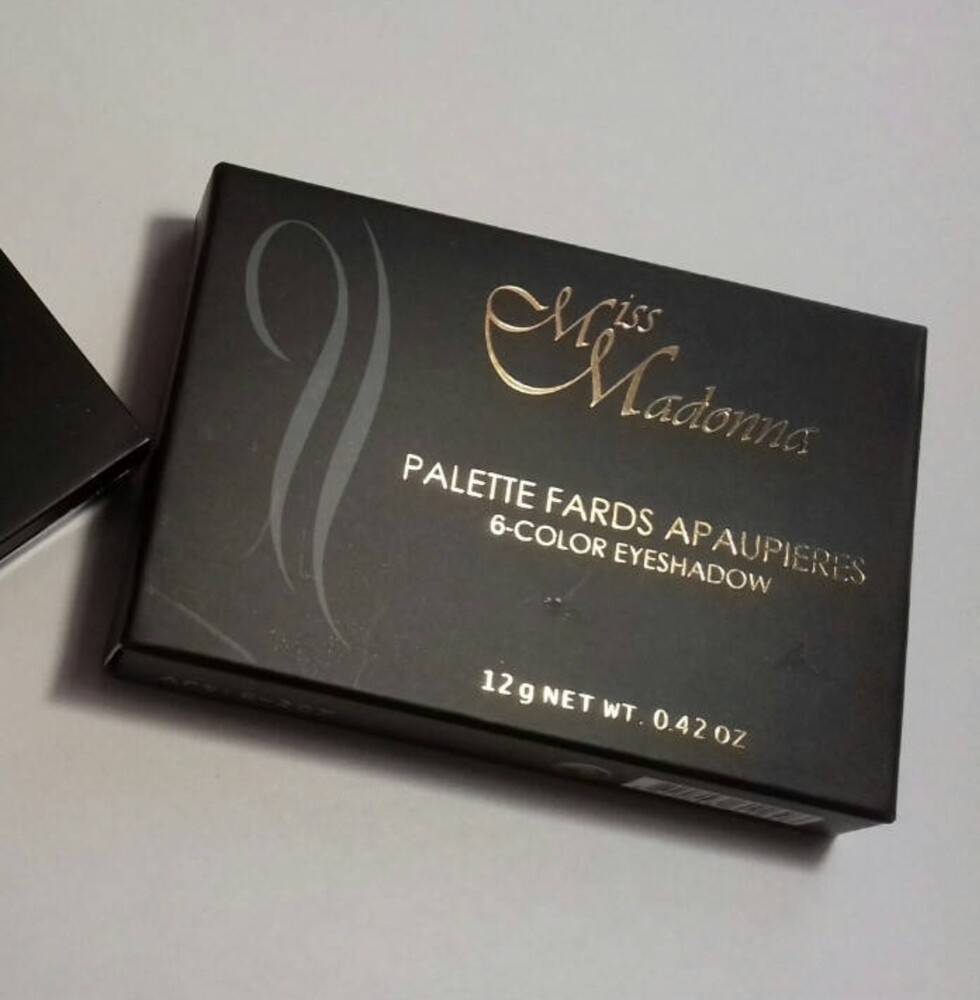 Miss
Madonna
PALETTE FARDS APAUPIERES
6-COLOR EYESHADOW
12g NET WT. 0.42 OZ